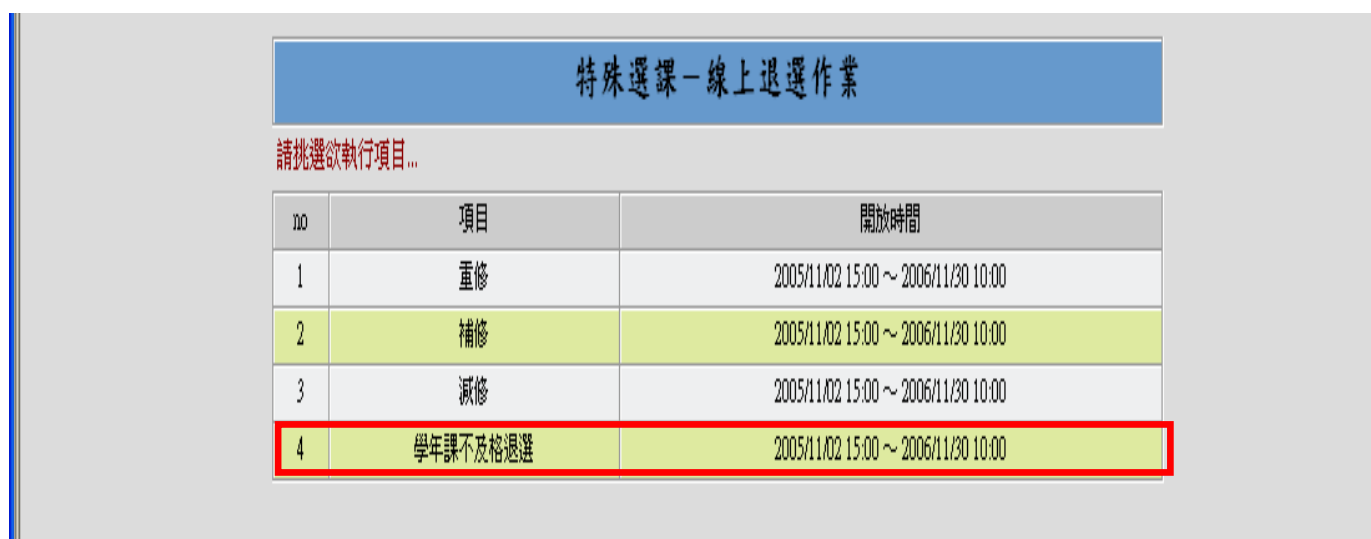 特殊選課－線上退選作業
請挑選欲執行項目...
no 項目 開放時間
1 重修 2005/11/02 15:00 ～ 2006/11/30 10:00
2 補修 2005/11/02 15:00 ～ 2006/11/30 10:00
3 減修 2005/11/02 15:00 ～ 2006/11/30 10:00
4 學年課不及格退選 2005/11/02 15:00 ～ 2006/11/30 10:00